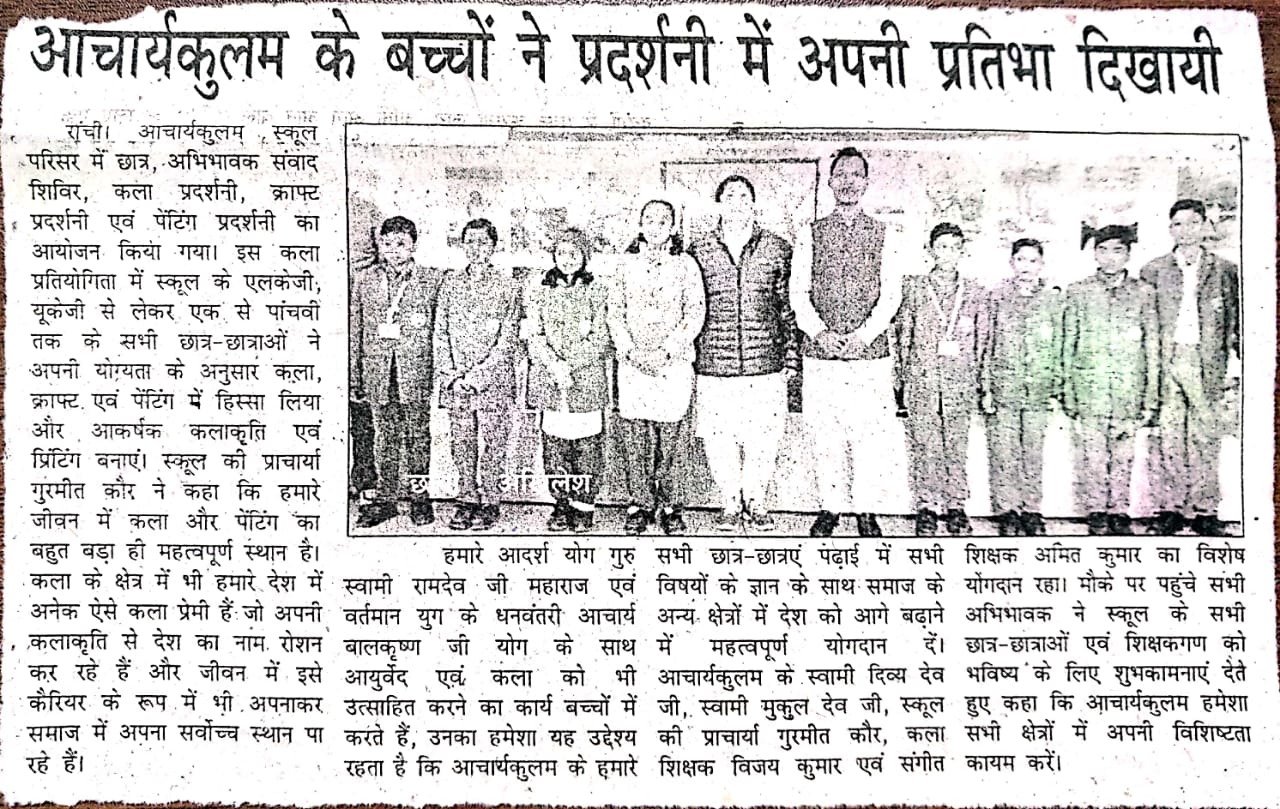 आचार्यकुलम के बच्चों ने प्रदर्शनी में अपनी प्रतिभा दिखायी
रांची। आचार्यकुलम स्कूल
परिसर में छात्र, अभिभावक संवाद
शिविर, कला प्रदर्शनी, क्राफ्ट
प्रदर्शनी एवं पेंटिंग प्रदर्शनी का
आयोजन किया गया। इस कला
प्रतियोगिता में स्कूल के एलकेजी,
यूकेजी से लेकर एक से पांचवीं
तक के सभी छात्र-छात्राओं ने
अपनी योग्यता के अनुसार कला,
क्राफ्ट एवं पेंटिंग में हिस्सा लिया
और आकर्षक कलाकृति एवं
प्रिंटिंग बनाएं। स्कूल की प्राचार्या
गुरमीत कौर ने कहा कि हमारे
जीवन में कला और पेंटिंग का
बहुत बड़ा ही महत्वपूर्ण स्थान है।
कला के क्षेत्र में भी हमारे देश में
अनेक ऐसे कला प्रेमी हैं जो अपनी
कलाकृति से देश का नाम रोशन
कर रहे हैं और जीवन में इसे
कैरियर के रूप में भी अपनाकर
समाज में अपना सर्वोच्च स्थान पा
रहे हैं।
अखिलेश
हमारे आदर्श योग गुरु
स्वामी रामदेव जी महाराज एवं
वर्तमान युग के धनवंतरी आचार्य
बालकृष्ण जी योग के साथ
आयुर्वेद एवं कला को भी
उत्साहित करने का कार्य बच्चों में
करते हैं, उनका हमेशा यह उद्देश्य
रहता है कि आचार्यकुलम के हमारे
सभी छात्र-छात्राएं पढ़ाई में सभी
विषयों के ज्ञान के साथ समाज के
अन्य क्षेत्रों में देश को आगे बढ़ाने
में महत्वपूर्ण योगदान दें।
आचार्यकुलम के स्वामी दिव्य देव
जी, स्वामी मुकुल देव जी, स्कूल
की प्राचार्या गुरमीत कौर, कला
शिक्षक विजय कुमार एवं संगीत
शिक्षक अमित कुमार का विशेष
योगदान रहा। मौके पर पहुंचे सभी
अभिभावक ने स्कूल के सभी
छात्र-छात्राओं एवं शिक्षकगण को
भविष्य के लिए शुभकामनाएं देते
हुए कहा कि आचार्यकुलम हमेशा
सभी क्षेत्रों में अपनी विशिष्टता
कायम करें।